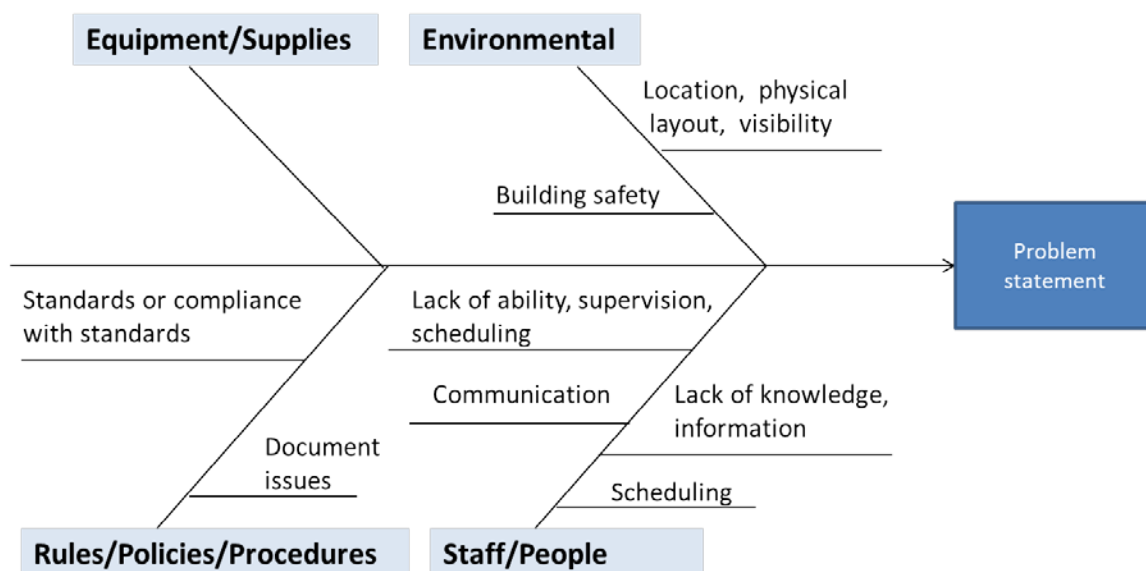 Equipment/Supplies
Environmental
Location, physical
layout, visibility
Building safety
Problem
statement
Standards or compliance
with standards
Lack of ability, supervision,
scheduling
Communication
Lack of knowledge,
information
Document
issues
Scheduling
Rules/Policies/Procedures
Staff/People